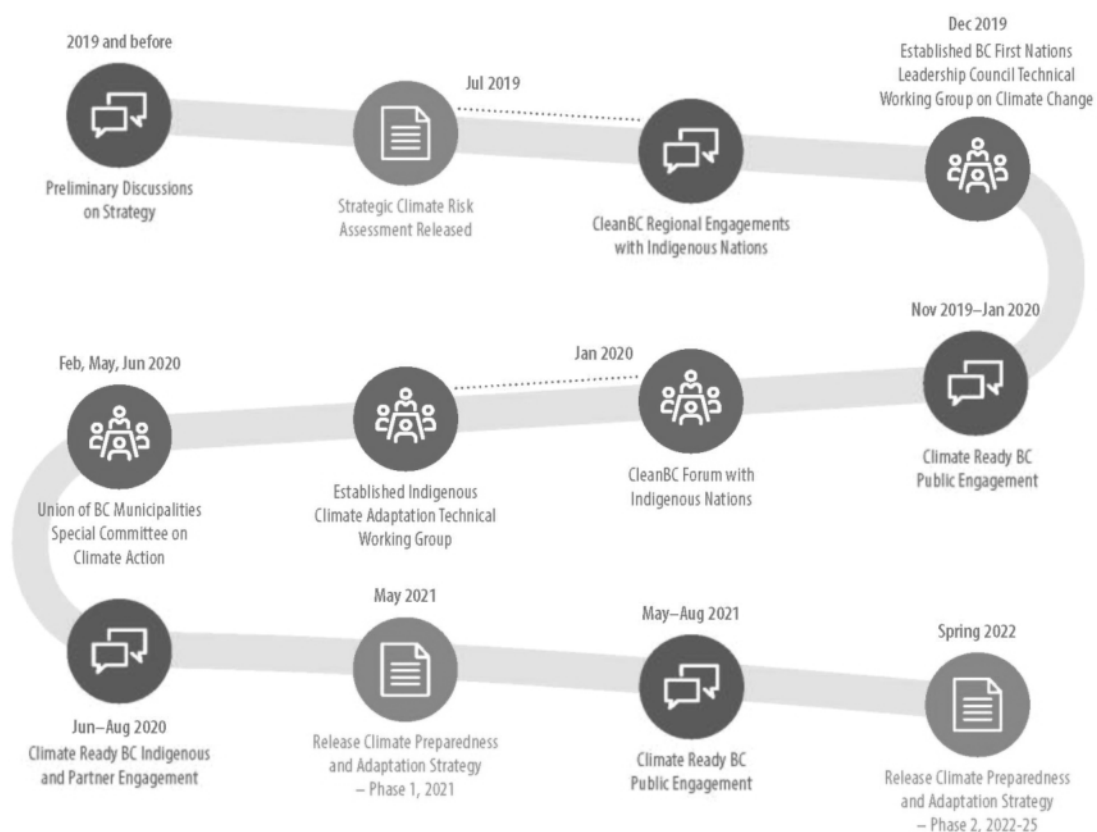 2019 and before
Preliminary Discussions
on Strategy
Jul 2019
Strategic Climate Risk
Assessment Released
CleanBC Regional Engagements
with Indigenous Nations
Dec 2019
Established BC First Nations
Leadership Council Technical
Working Group on Climate Change
Nov 2019–Jan 2020
Climate Ready BC
Public Engagement
Jan 2020
CleanBC Forum with
Indigenous Nations
Established Indigenous
Climate Adaptation Technical
Working Group
Feb, May, Jun 2020
Union of BC Municipalities
Special Committee on
Climate Action
Jun–Aug 2020
Climate Ready BC Indigenous
and Partner Engagement
May 2021
Release Climate Preparedness
and Adaptation Strategy
– Phase 1, 2021
May–Aug 2021
Climate Ready BC
Public Engagement
Spring 2022
Release Climate Preparedness
and Adaptation Strategy
– Phase 2, 2022-25